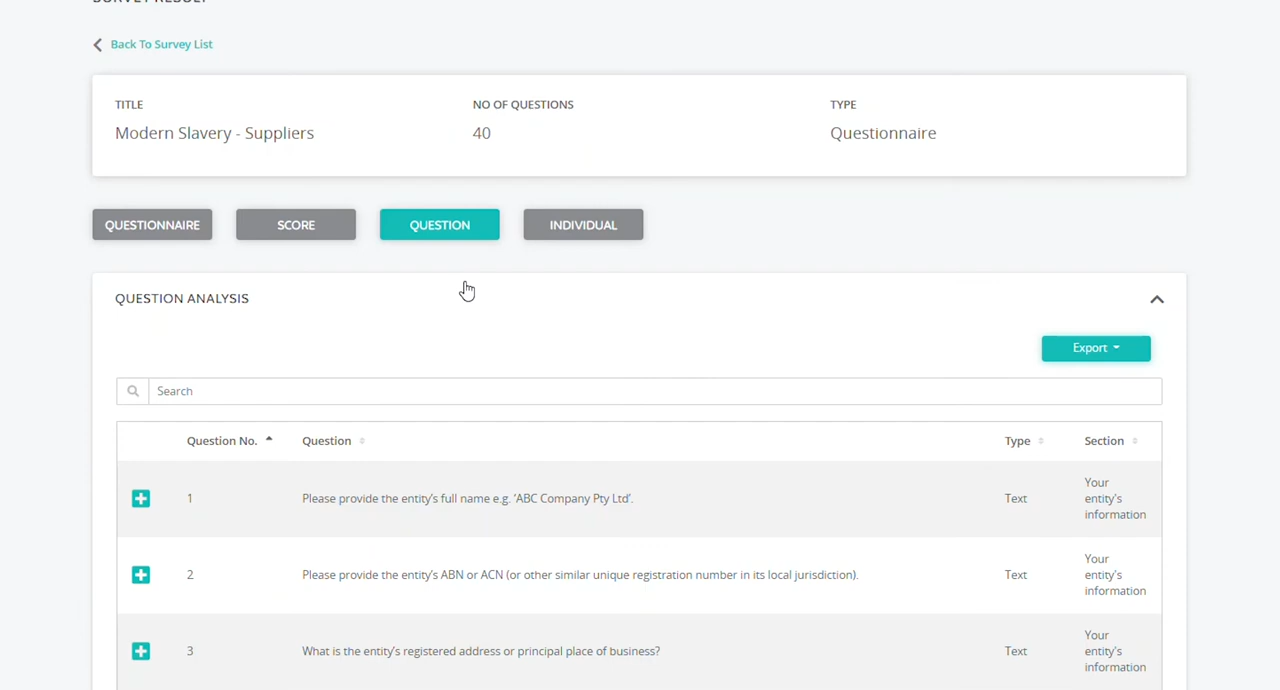 Back To Survey List
TITLE
NO OF QUESTIONS
TYPE
Modern Slavery - Suppliers
40
Questionnaire
QUESTIONNAIRE
SCORE
QUESTION
INDIVIDUAL
QUESTION ANALYSIS
Export
Search
Question No.
Question
Type
Section
1
Please provide the entity's full name e.g. 'ABC Company Pty Ltd'.
Text
Your
entity's
information
2
Please provide the entity's ABN or ACN (or other similar unique registration number in its local jurisdiction).
Text
Your
entity's
information
3
What is the entity's registered address or principal place of business?
Text
Your
entity's
information